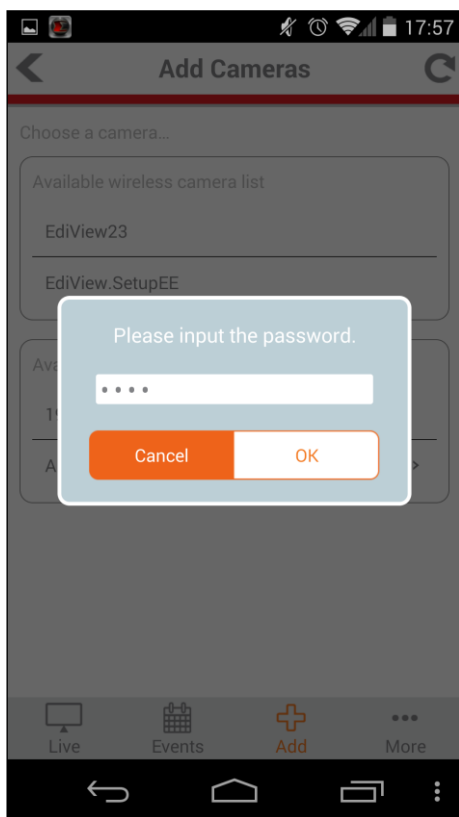 17:57
Add Cameras
Choose a camera...
Available wireless camera list
EdiView23
EdiView.SetupEE
Please input the password.
Cancel OK
Live Events Add More